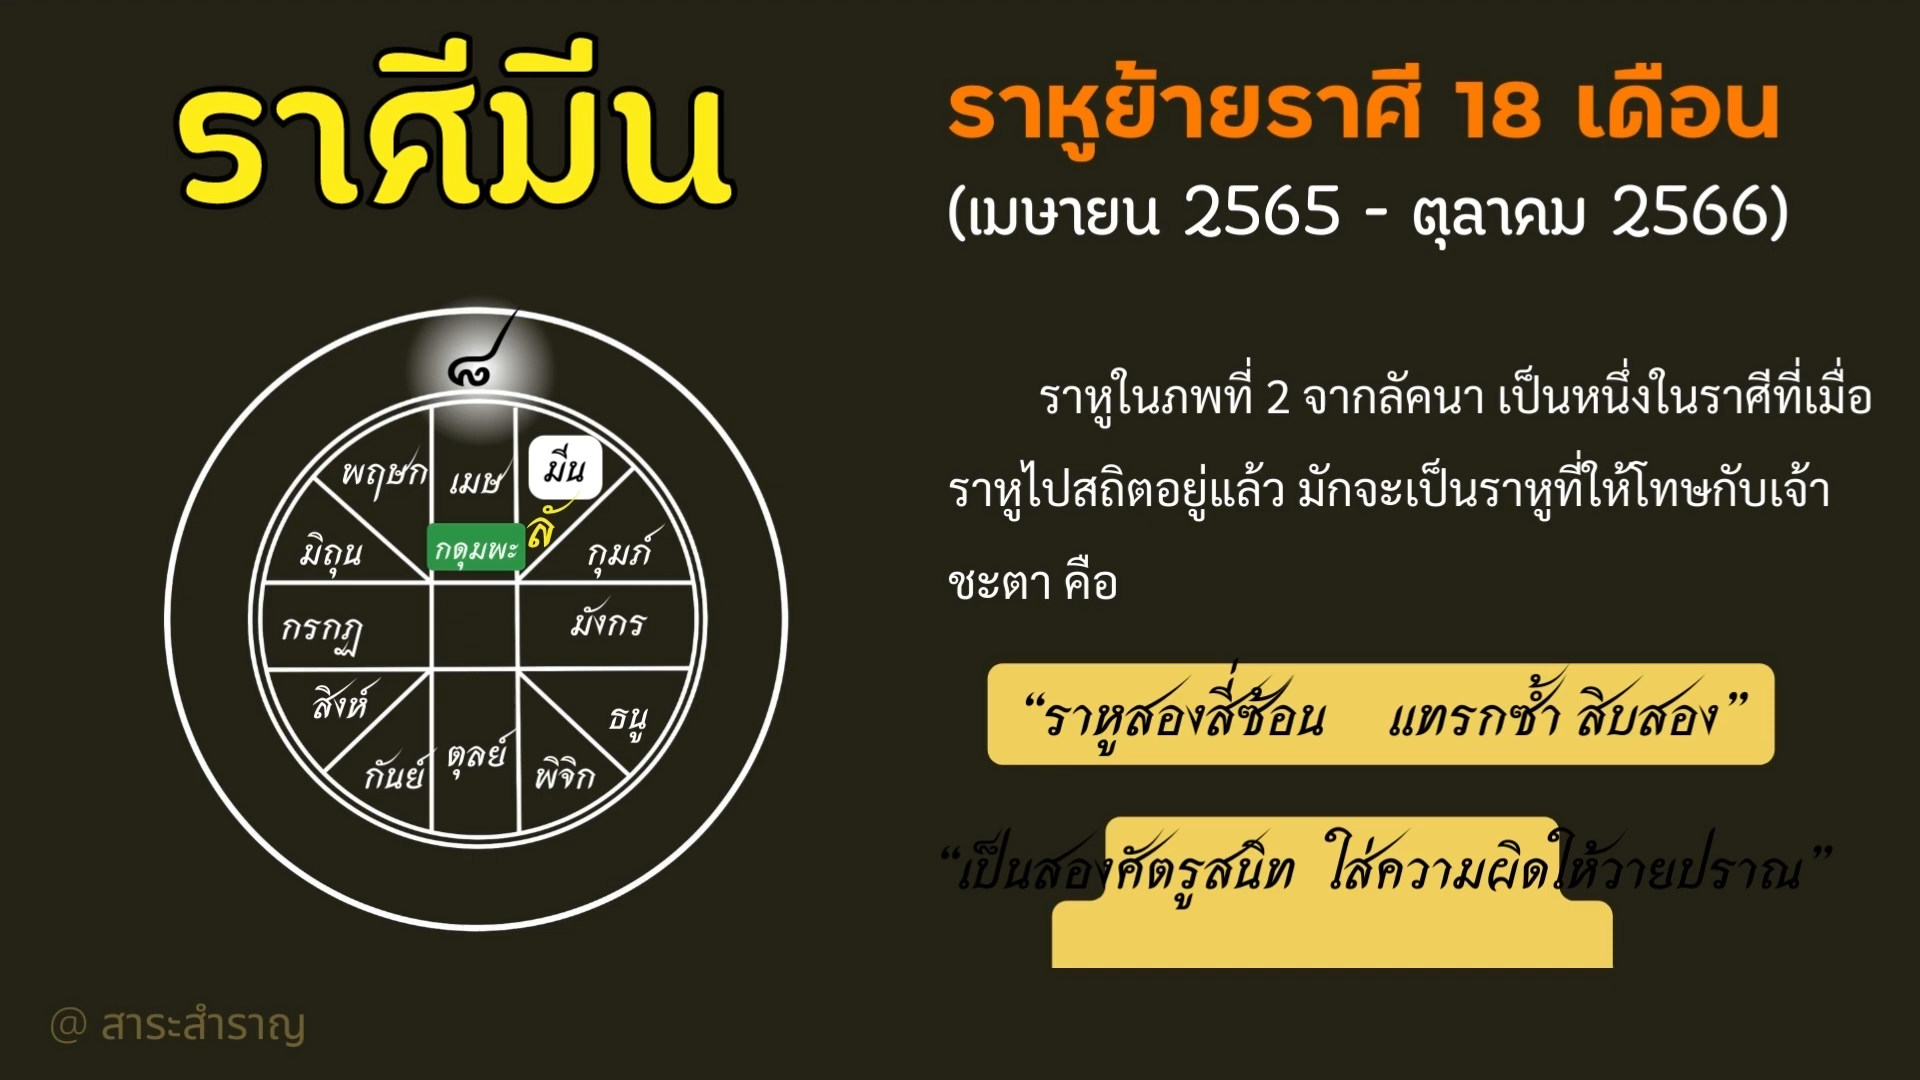 ราศีมีน
ราหูย้ายราศี 18 เดือน
(เมษายน 2565 - ตุลาคม 2566)
๘
พฤษภ
เมษ
มีน
มิถุน
กดุมพะ
ลั
กุมภ์
กรกฏ
มังกร
สิงห์
ธนู
กันย์
ตุลย์
พิจิก
ราหูในภพที่ 2 จากลัคนา เป็นหนึ่งในราศีที่เมื่อ
ราหูไปสถิตอยู่แล้ว มักจะเป็นราหูที่ให้โทษกับเจ้า
ชะตา คือ
“ราหูสองสี่ซ้อน แทรกซ้ำ สิบสอง”
“เป็นสองศัตรูสนิท ใส่ความผิดให้วายปราณ”
@ สาระสำราญ